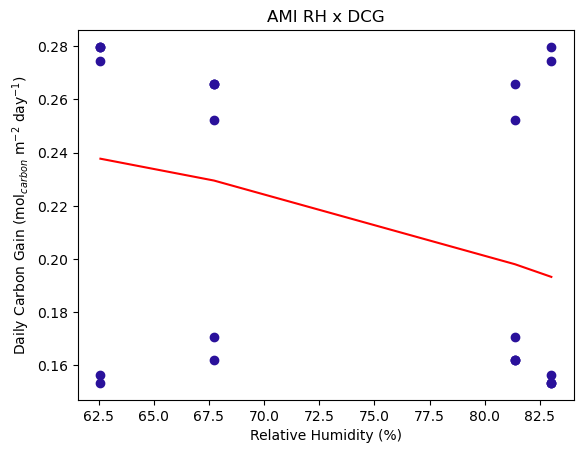 AMI RH x DCG
Daily Carbon Gain (mol_carbon m⁻² day⁻¹)
0.28
0.26
0.24
0.22
0.20
0.18
0.16
62.5 65.0 67.5 70.0 72.5 75.0 77.5 80.0 82.5
Relative Humidity (%)